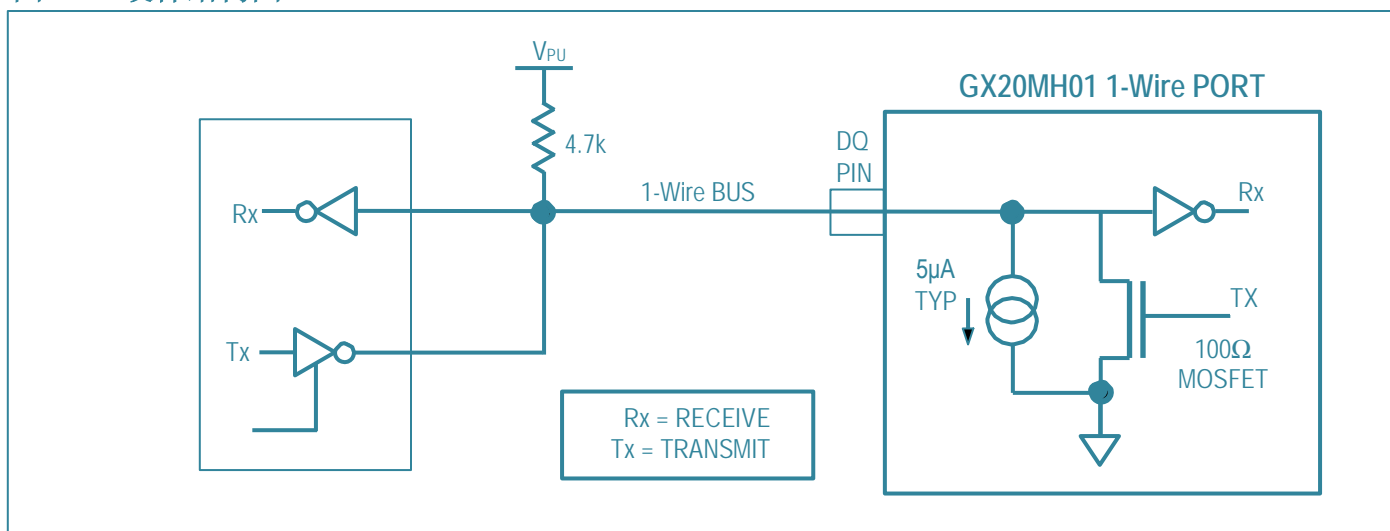 VPU
4.7k
1-Wire BUS
Rx
Tx
Rx = RECEIVE
Tx = TRANSMIT
GX20MH01 1-Wire PORT
DQ
PIN
Rx
5µA
TYP
TX
100Ω
MOSFET